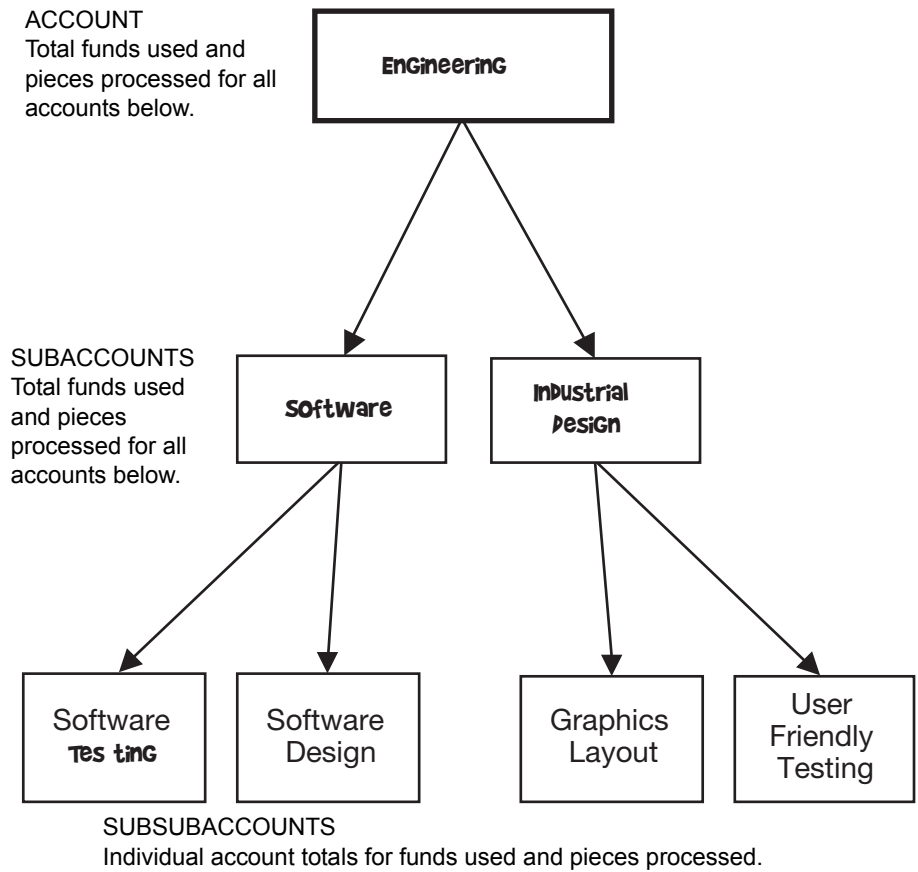 ACCOUNT
Total funds used and
pieces processed for all
accounts below.
Engineering
SUBACCOUNTS
Total funds used
and pieces
processed for all
accounts below.
Software
Industrial
Design
Software
Tes ting
Software
Design
Graphics
Layout
User
Friendly
Testing
SUBSUBACCOUNTS
Individual account totals for funds used and pieces processed.